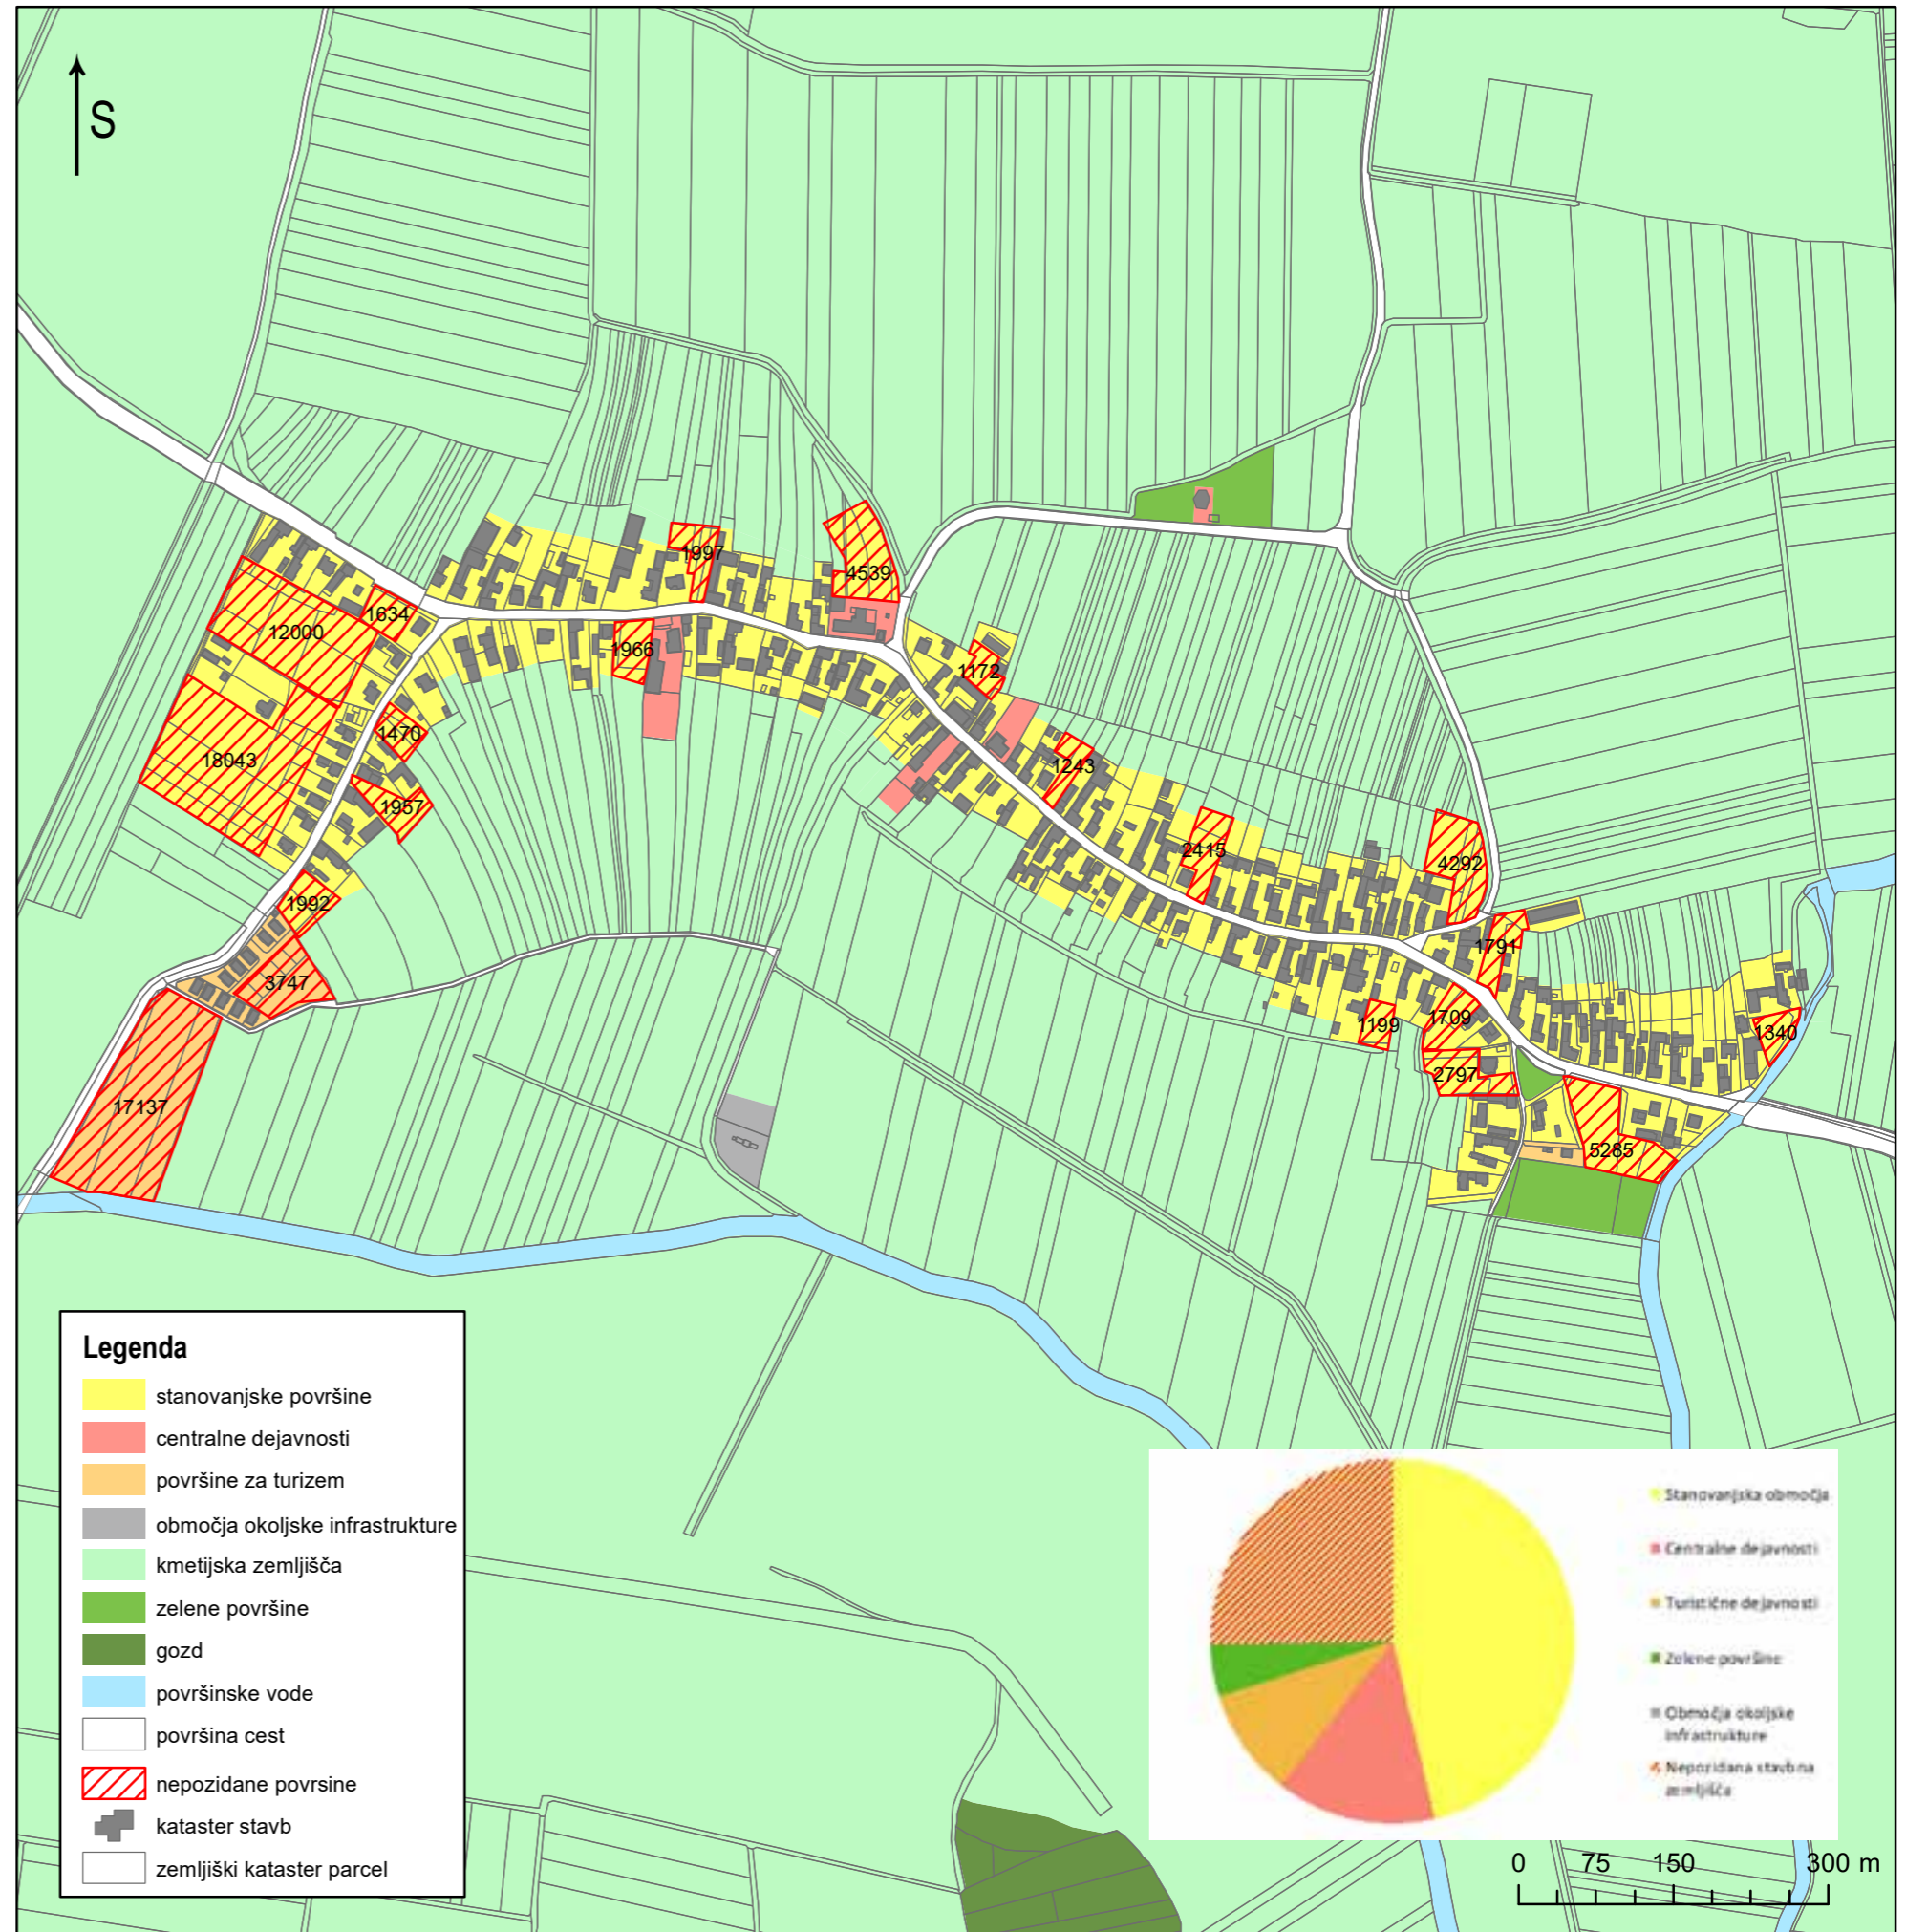 S
1997
4539
1634
12000
1966
1172
1470
18043
1243
1957
2415
4292
1992
1791
3747
1199
1709
1340
2797
17137
5285
Legenda
stanovanjske površine
centralne dejavnosti
površine za turizem
območja okoljske infrastrukture
kmetijska zemljišča
zelene površine
gozd
površinske vode
površina cest
nepozidane povrsine
kataster stavb
zemljiški kataster parcel
Stanovanjska območja
Centralne dejavnosti
Turistične dejavnosti
Zelene površine
Območja okoljske
infrastrukture
Nepozidana stavbna
zemljišča
0 75 150 300 m